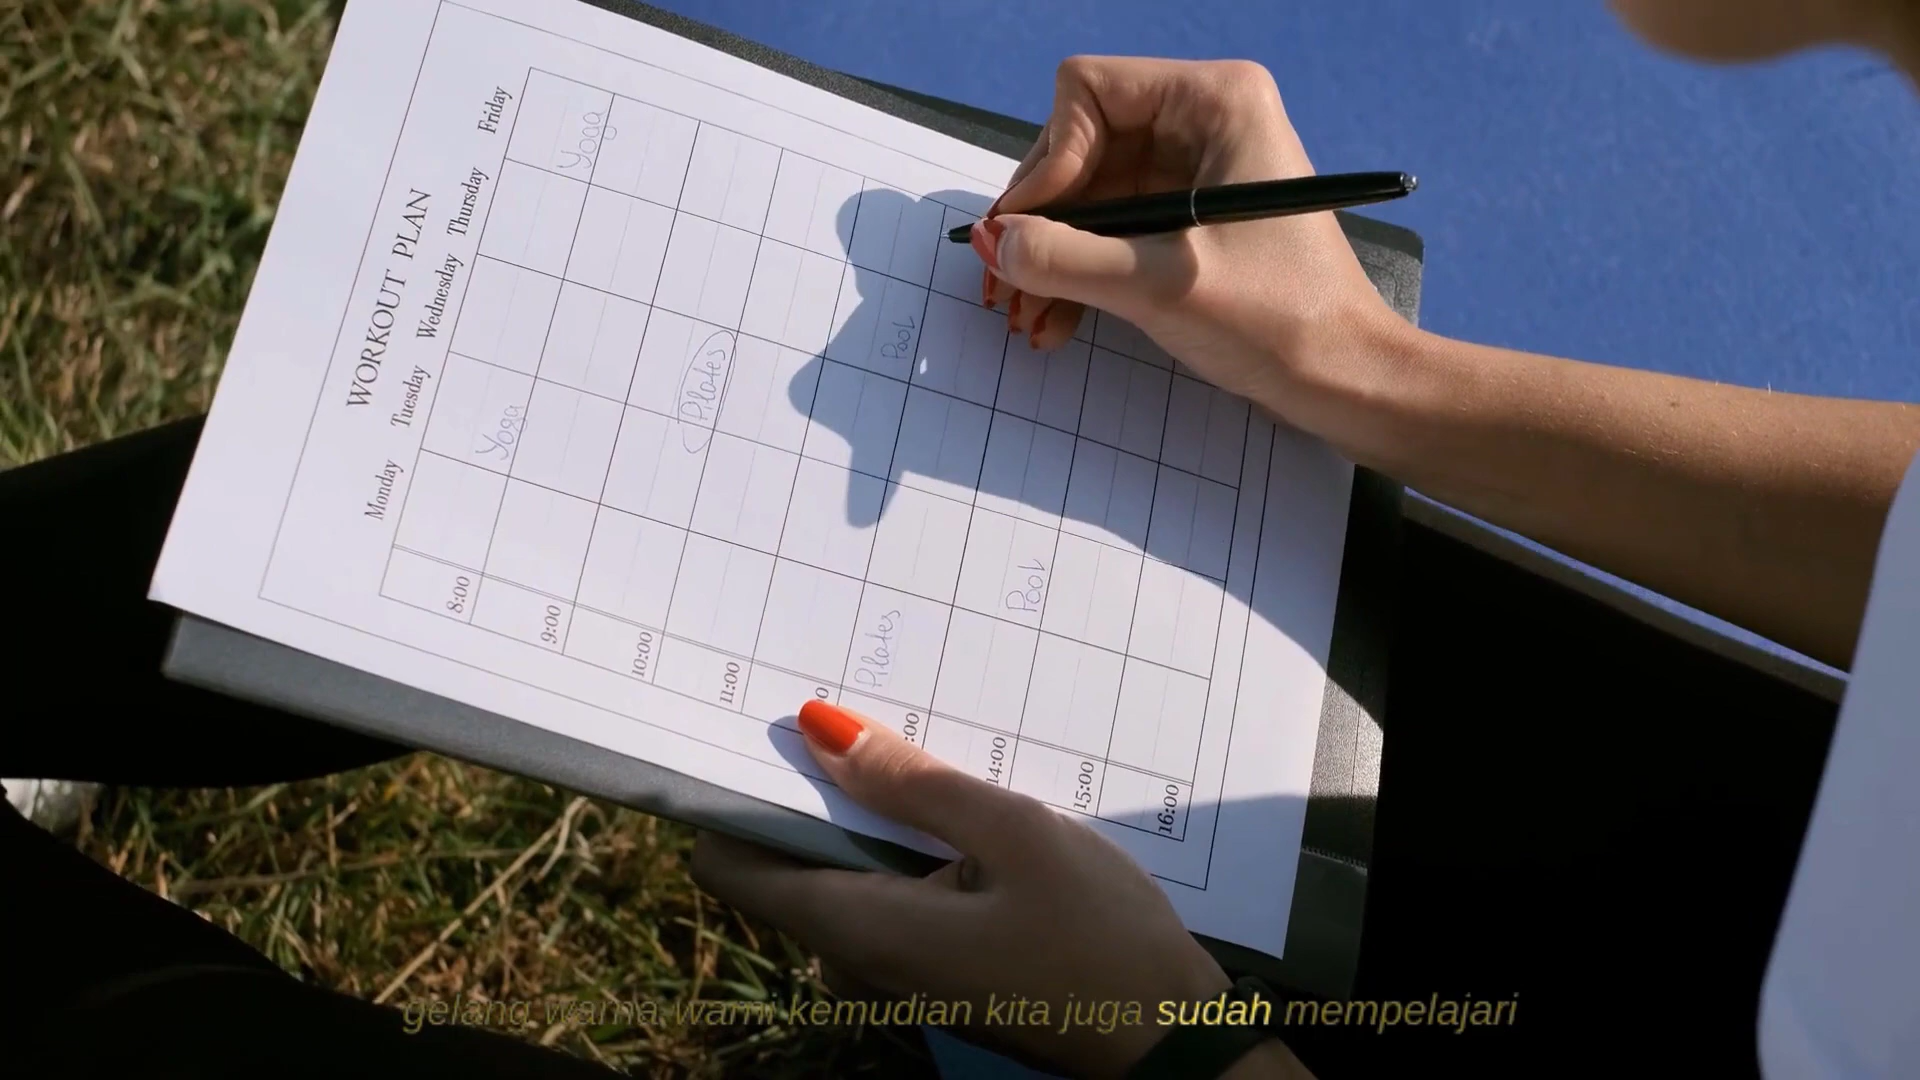 WORKOUT PLAN
Monday Tuesday Wednesday Thursday Friday
8:00 Yoga Yoga
9:00
10:00 Pilates
11:00
Pilates Pool
:00
14:00 Pool
15:00
16:00
gelang warna warni kemudian kita juga sudah mempelajari